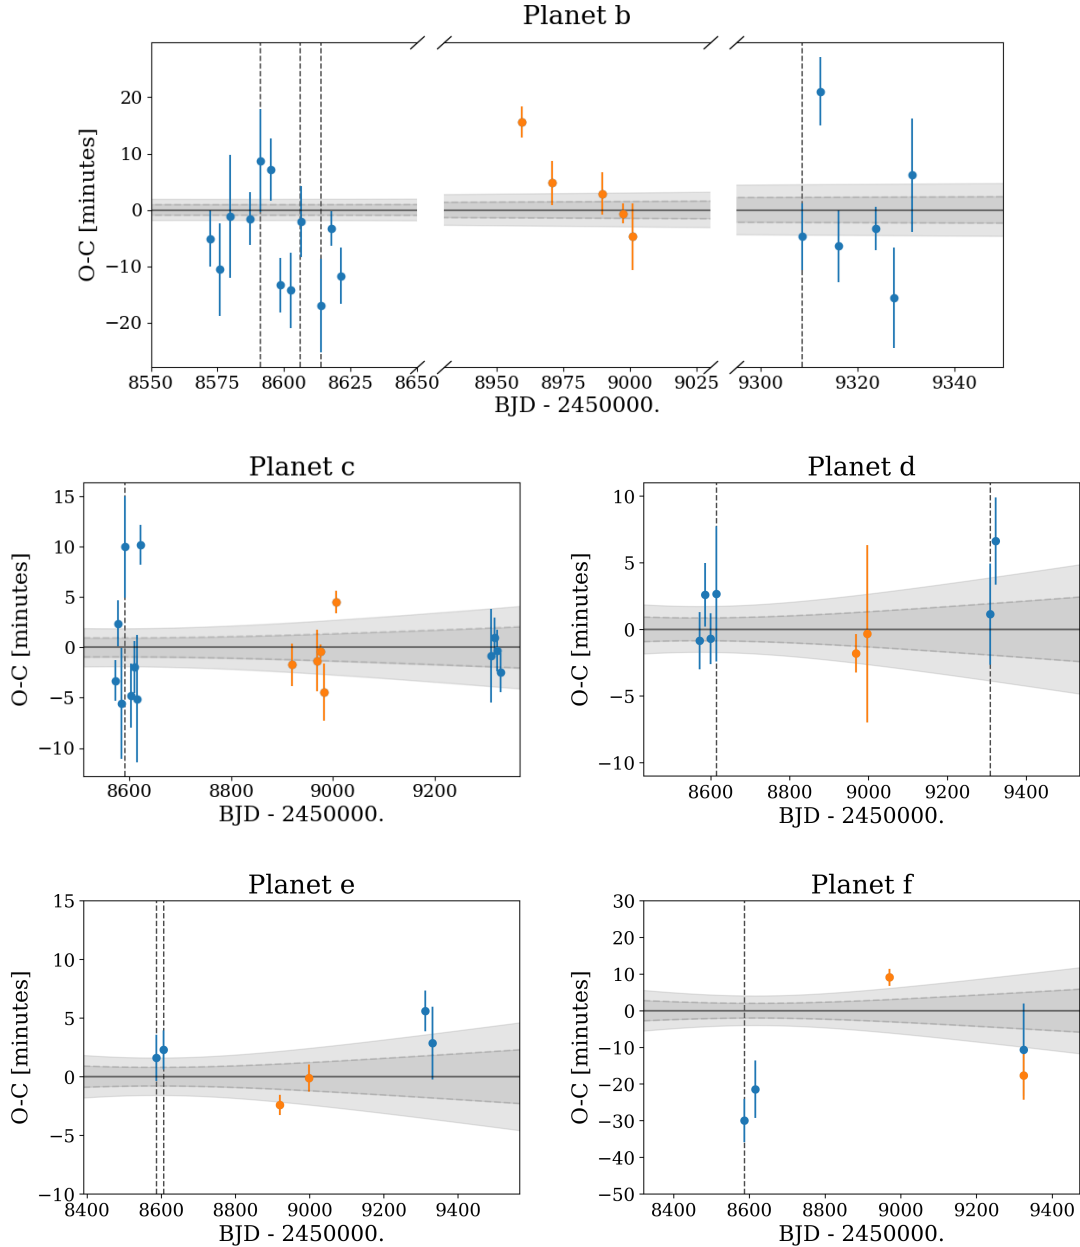 Planet b
O-C [minutes]
20
10
0
−10
−20
8550 8575 8600 8625 8650 8950 8975 9000 9025 9300 9320 9340
BJD - 2450000.
Planet c
O-C [minutes]
15
10
5
0
−5
−10
8600 8800 9000 9200
BJD - 2450000.
Planet d
O-C [minutes]
10
5
0
−5
−10
8600 8800 9000 9200 9400
BJD - 2450000.
Planet e
O-C [minutes]
15
10
5
0
−5
−10
8400 8600 8800 9000 9200 9400
BJD - 2450000.
Planet f
O-C [minutes]
30
20
10
0
−10
−20
−30
−40
−50
8400 8600 8800 9000 9200 9400
BJD - 2450000.